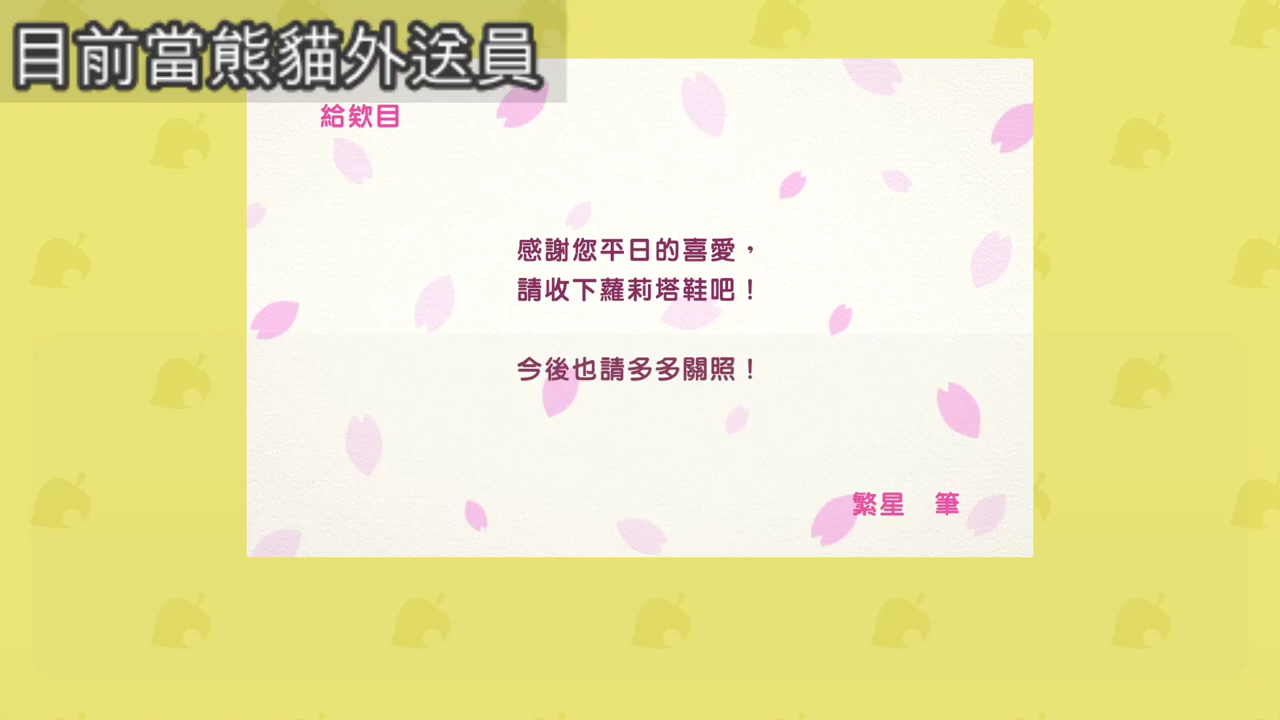 目前當熊貓外送員
給欸目
感謝您平日的喜愛，
請收下蘿莉塔鞋吧！
今後也請多多關照！
繁星　筆